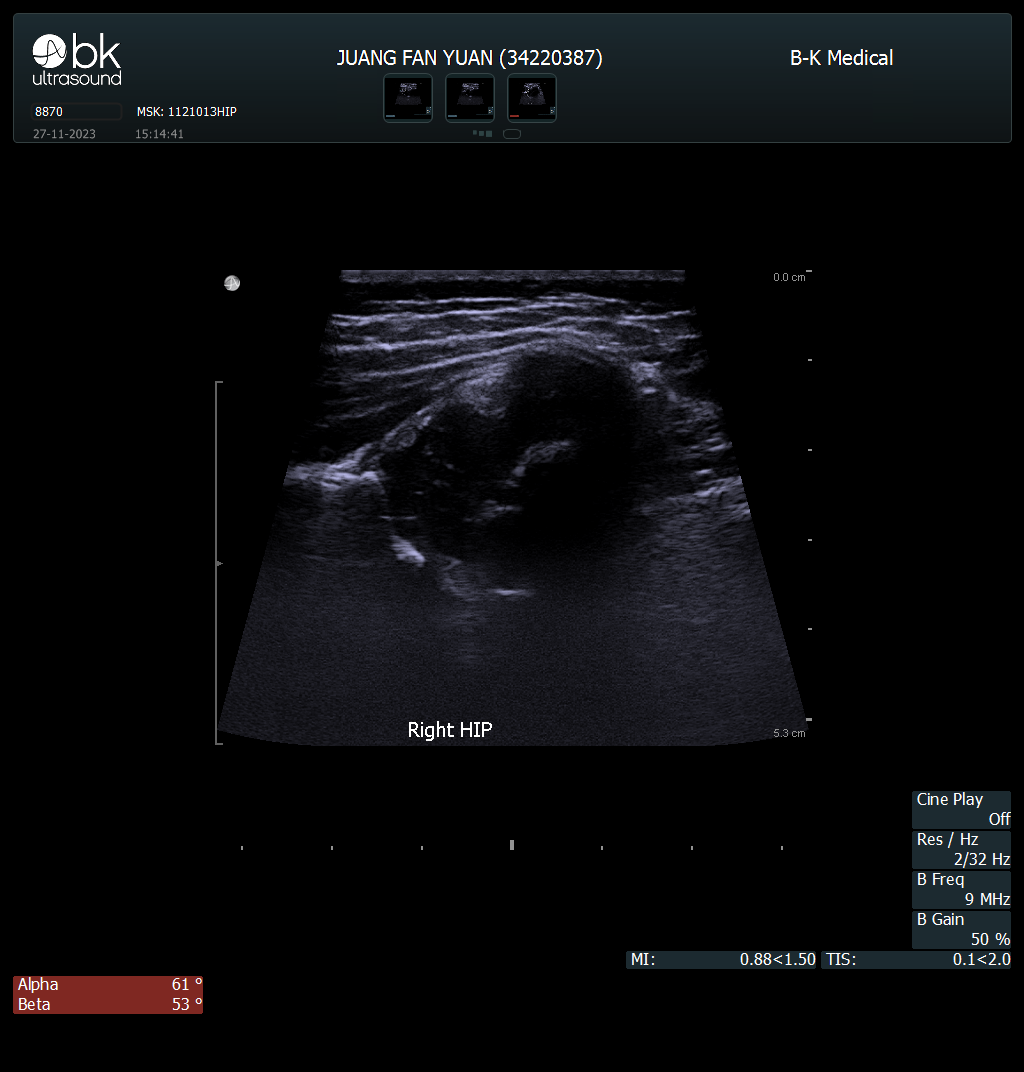 bk
ultrasound
JUANG FAN YUAN (34220387)
B-K Medical
8870
MSK: 1121013HIP
27-11-2023
15:14:41
0.0 cm
Right HIP
5.3 cm
Cine Play
Off
Res / Hz
2/32 Hz
B Freq
9 MHz
B Gain
50 %
MI: 0.88<1.50
TIS: 0.1<2.0
Alpha 61 °
Beta 53 °